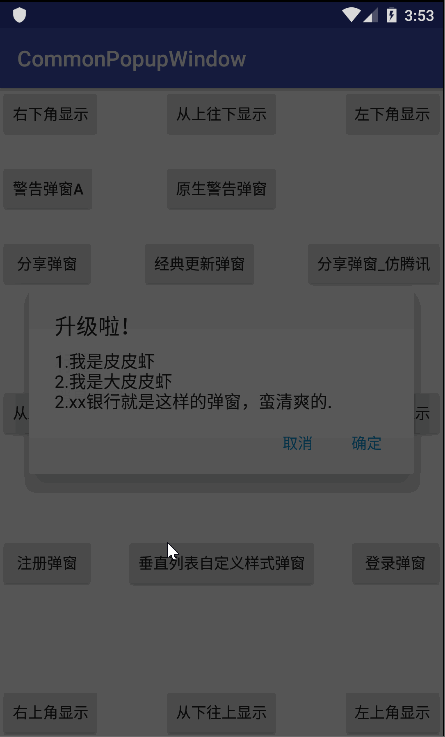 3:53
CommonPopupWindow
右下角显示 从上往下显示 左下角显示
警告弹窗A 原生警告弹窗
分享弹窗 经典更新弹窗 分享弹窗_仿腾讯
升级啦!
1.我是皮皮虾
2.我是大皮皮虾
从 2.xx银行就是这样的弹窗，蛮清爽的. 示
取消 确定
注册弹窗 垂直列表自定义样式弹窗 登录弹窗
右上角显示 从下往上显示 左上角显示